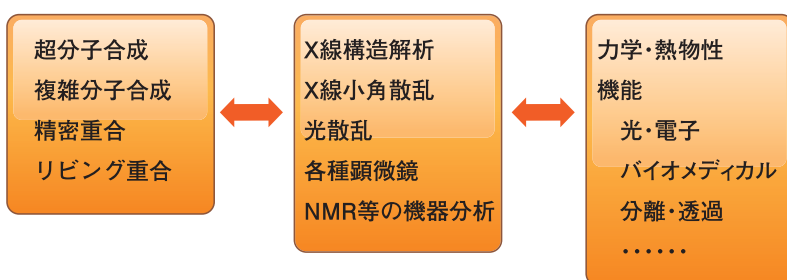 超分子合成
複雑分子合成
精密重合
リビング重合
X線構造解析
X線小角散乱
光散乱
各種顕微鏡
NMR等の機器分析
力学・熱物性
機能
光・電子
バイオメディカル
分離・透過
・・・・・・